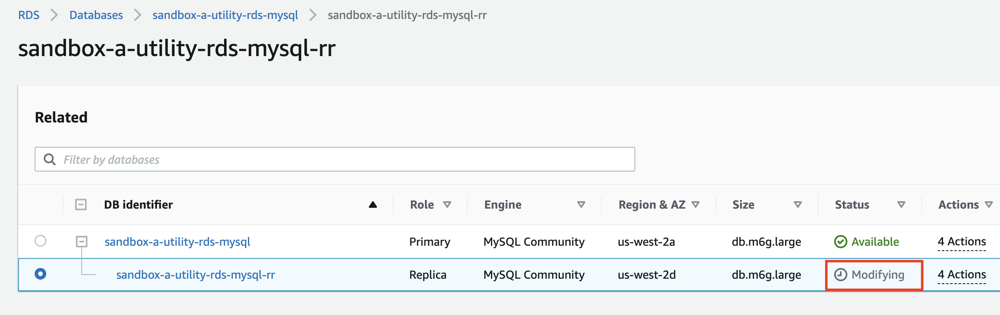 RDS Databases sandbox-a-utility-rds-mysql sandbox-a-utility-rds-mysql-rr
sandbox-a-utility-rds-mysql-rr
Related
Filter by databases
DB identifier Role Engine Region & AZ Size Status Actions
sandbox-a-utility-rds-mysql Primary MySQL Community us-west-2a db.m6g.large Available 4 Actions
sandbox-a-utility-rds-mysql-rr Replica MySQL Community us-west-2d db.m6g.large Modifying 4 Actions